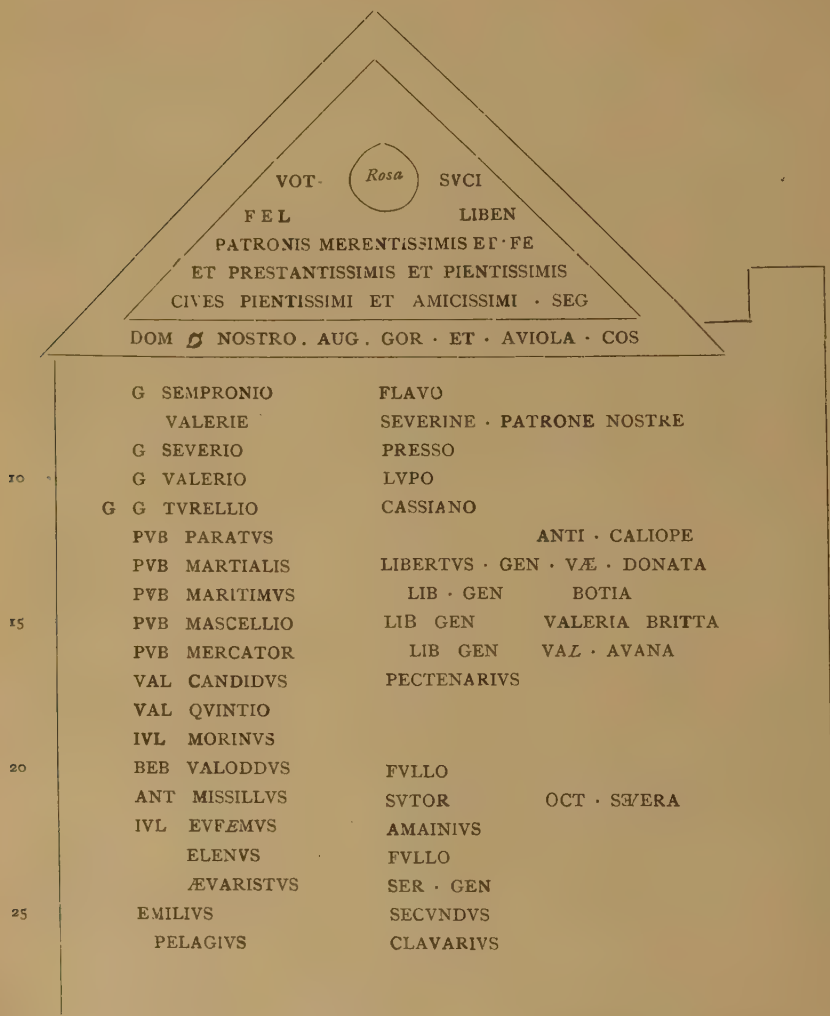 VOT- Rosa SVCI
FEL LIBEN
PATRONIS MERENTISSIMIS ET · FE
ET PRESTANTISSIMIS ET PIENTISSIMIS
CIVES PIENTISSIMI ET AMICISSIMI · SEG
DOM NOSTRO . AUG . GOR · ET · AVIOLA · COS
G SEMPRONIO FLAVO
VALERIE SEVERINE · PATRONE NOSTRE
G SEVERIO PRESSO
10 G VALERIO LVPO
G G TVRELLIO CASSIANO
PVB PARATVS ANTI · CALIOPE
PVB MARTIALIS LIBERTVS · GEN · VÆ · DONATA
PVB MARITIMVS LIB · GEN BOTIA
15 PVB MASCELLIO LIB GEN VALERIA BRITTA
PVB MERCATOR LIB GEN VAL · AVANA
VAL CANDIDVS PECTENARIVS
VAL QVINTIO
IVL MORINVS
20 BEB VALODDVS FVLLO
ANT MISSILLVS SVTOR OCT · SEVERA
IVL EVFÆMVS AMAINIVS
ELENVS FVLLO
ÆVARISTVS SER · GEN
25 EMILIVS SECVNDVS
PELAGIVS CLAVARIVS